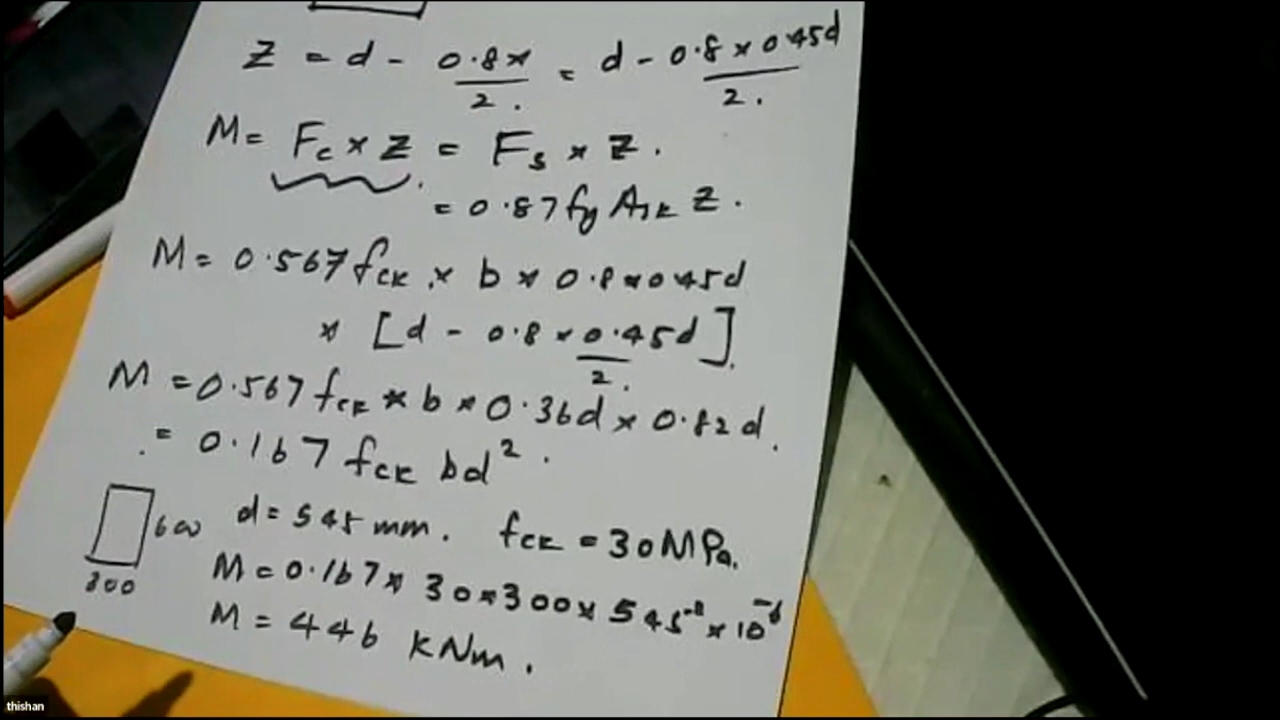 Z = d - 0.8x/2. = d - 0.8 x 0.45d/2.
M = Fc x Z = Fs x Z.
= 0.87 fy Ask Z.
M = 0.567 fck x b x 0.8 x 0.45d
x [d - 0.8 x 0.45d/2.].
M = 0.567 fck x b x 0.36d x 0.82d.
= 0.167 fck bd².
600
300
d = 545 mm. fck = 30 MPa.
M = 0.167 x 30 x 300 x 545² x 10⁻⁶
M = 446 kNm.
thishan